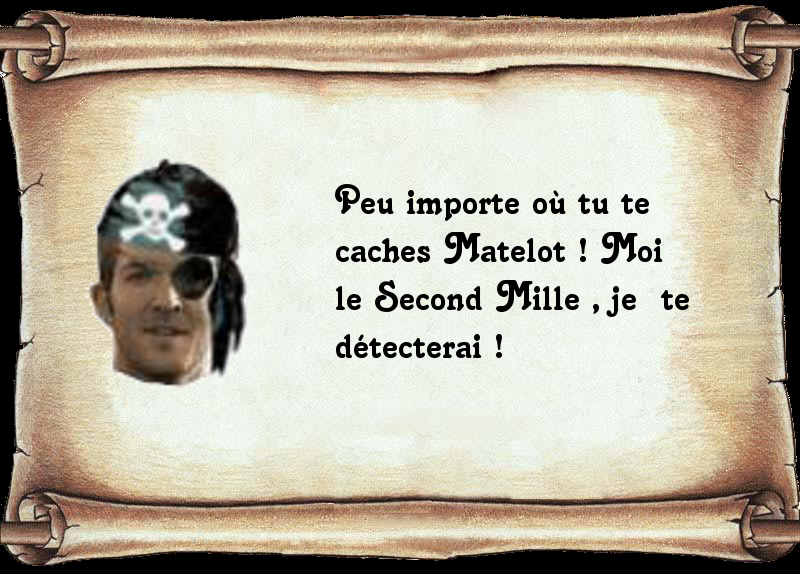 Peu importe où tu te
caches Matelot ! Moi
le Second Mille , je  te
détecterai !